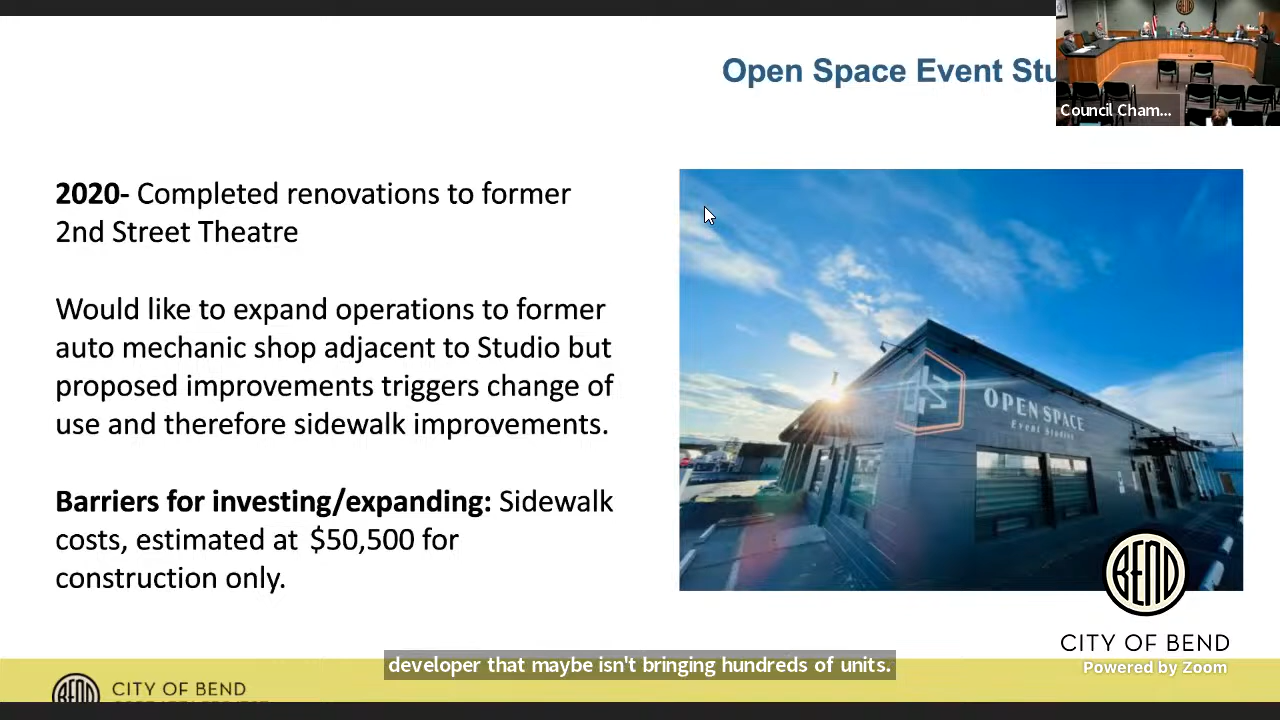 BEND
Open Space Event Stu
Council Cham...
2020- Completed renovations to former
2nd Street Theatre
Would like to expand operations to former
auto mechanic shop adjacent to Studio but
proposed improvements triggers change of
use and therefore sidewalk improvements.
Barriers for investing/expanding: Sidewalk
costs, estimated at $50,500 for
construction only.
OPEN SPACE
Event Studios
BEND
CITY OF BEND
Powered by Zoom
developer that maybe isn't bringing hundreds of units.
BEND
CITY OF BEND